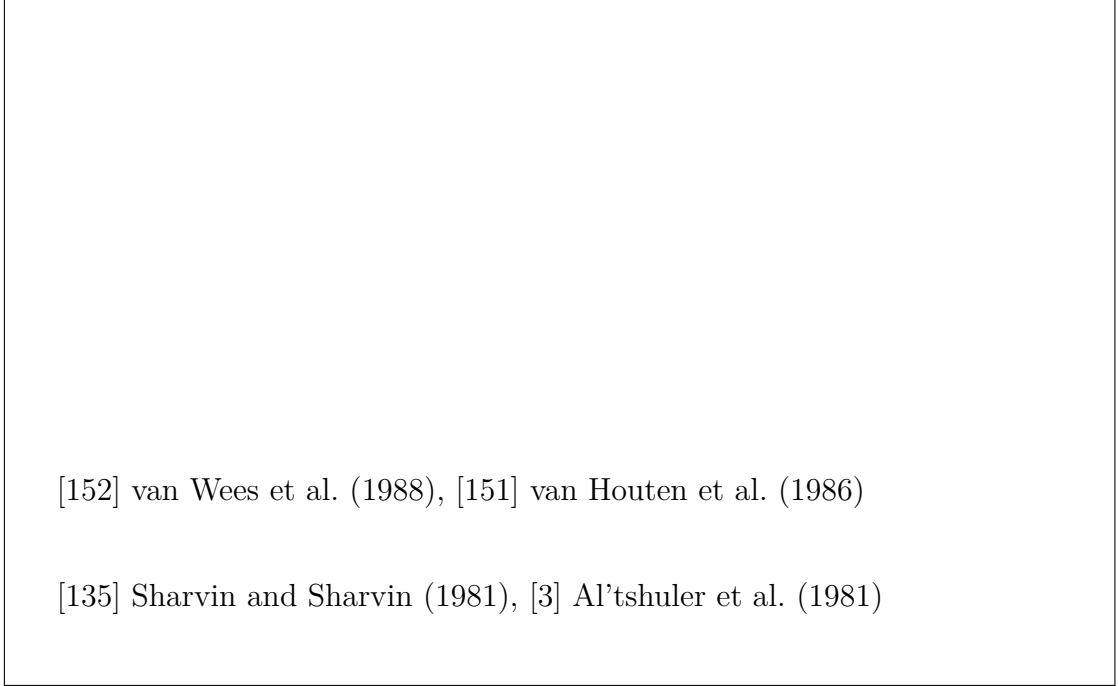 [152] van Wees et al. (1988), [151] van Houten et al. (1986)
[135] Sharvin and Sharvin (1981), [3] Al'tshuler et al. (1981)